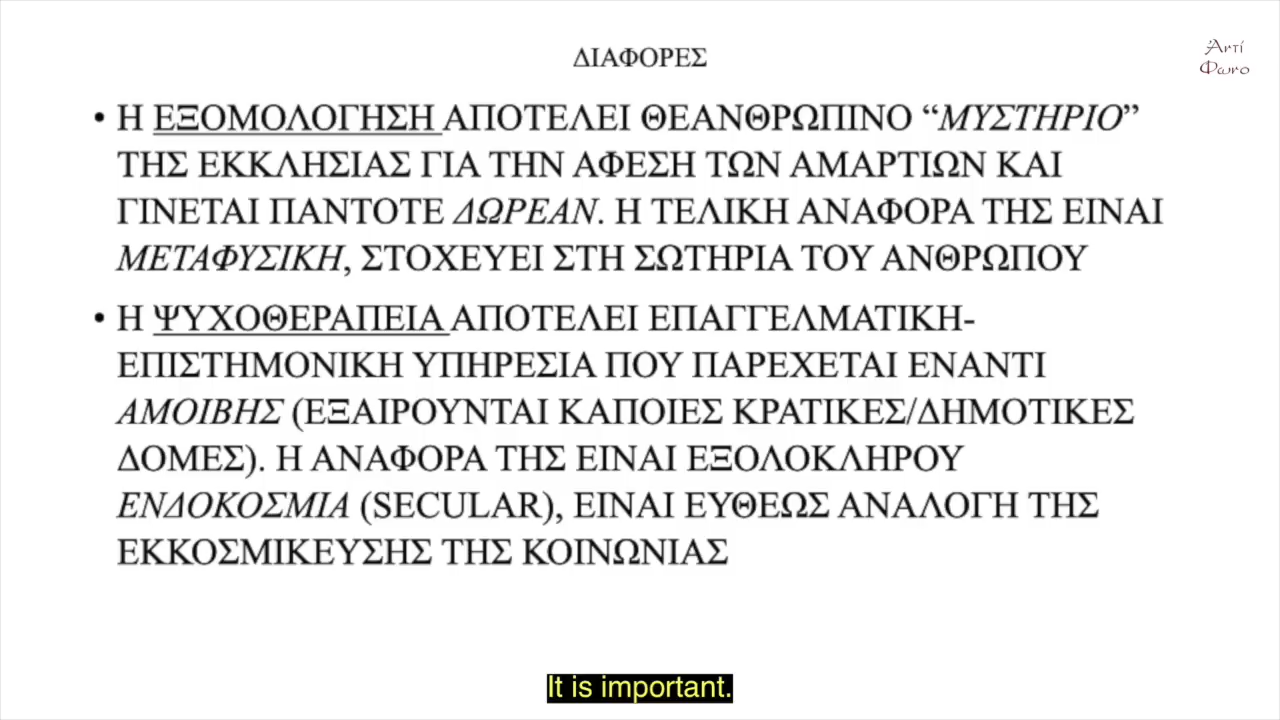 Ἀντί
Φωνο
ΔΙΑΦΟΡΕΣ
• Η ΕΞΟΜΟΛΟΓΗΣΗ ΑΠΟΤΕΛΕΙ ΘΕΑΝΘΡΩΠΙΝΟ “ΜΥΣΤΗΡΙΟ”
ΤΗΣ ΕΚΚΛΗΣΙΑΣ ΓΙΑ ΤΗΝ ΑΦΕΣΗ ΤΩΝ ΑΜΑΡΤΙΩΝ ΚΑΙ
ΓΙΝΕΤΑΙ ΠΑΝΤΟΤΕ ΔΩΡΕΑΝ. Η ΤΕΛΙΚΗ ΑΝΑΦΟΡΑ ΤΗΣ ΕΙΝΑΙ
ΜΕΤΑΦΥΣΙΚΗ, ΣΤΟΧΕΥΕΙ ΣΤΗ ΣΩΤΗΡΙΑ ΤΟΥ ΑΝΘΡΩΠΟΥ
• Η ΨΥΧΟΘΕΡΑΠΕΙΑ ΑΠΟΤΕΛΕΙ ΕΠΑΓΓΕΛΜΑΤΙΚΗ-
ΕΠΙΣΤΗΜΟΝΙΚΗ ΥΠΗΡΕΣΙΑ ΠΟΥ ΠΑΡΕΧΕΤΑΙ ΕΝΑΝΤΙ
ΑΜΟΙΒΗΣ (ΕΞΑΙΡΟΥΝΤΑΙ ΚΑΠΟΙΕΣ ΚΡΑΤΙΚΕΣ/ΔΗΜΟΤΙΚΕΣ
ΔΟΜΕΣ). Η ΑΝΑΦΟΡΑ ΤΗΣ ΕΙΝΑΙ ΕΞΟΛΟΚΛΗΡΟΥ
ΕΝΔΟΚΟΣΜΙΑ (SECULAR), ΕΙΝΑΙ ΕΥΘΕΩΣ ΑΝΑΛΟΓΗ ΤΗΣ
ΕΚΚΟΣΜΙΚΕΥΣΗΣ ΤΗΣ ΚΟΙΝΩΝΙΑΣ
It is important.